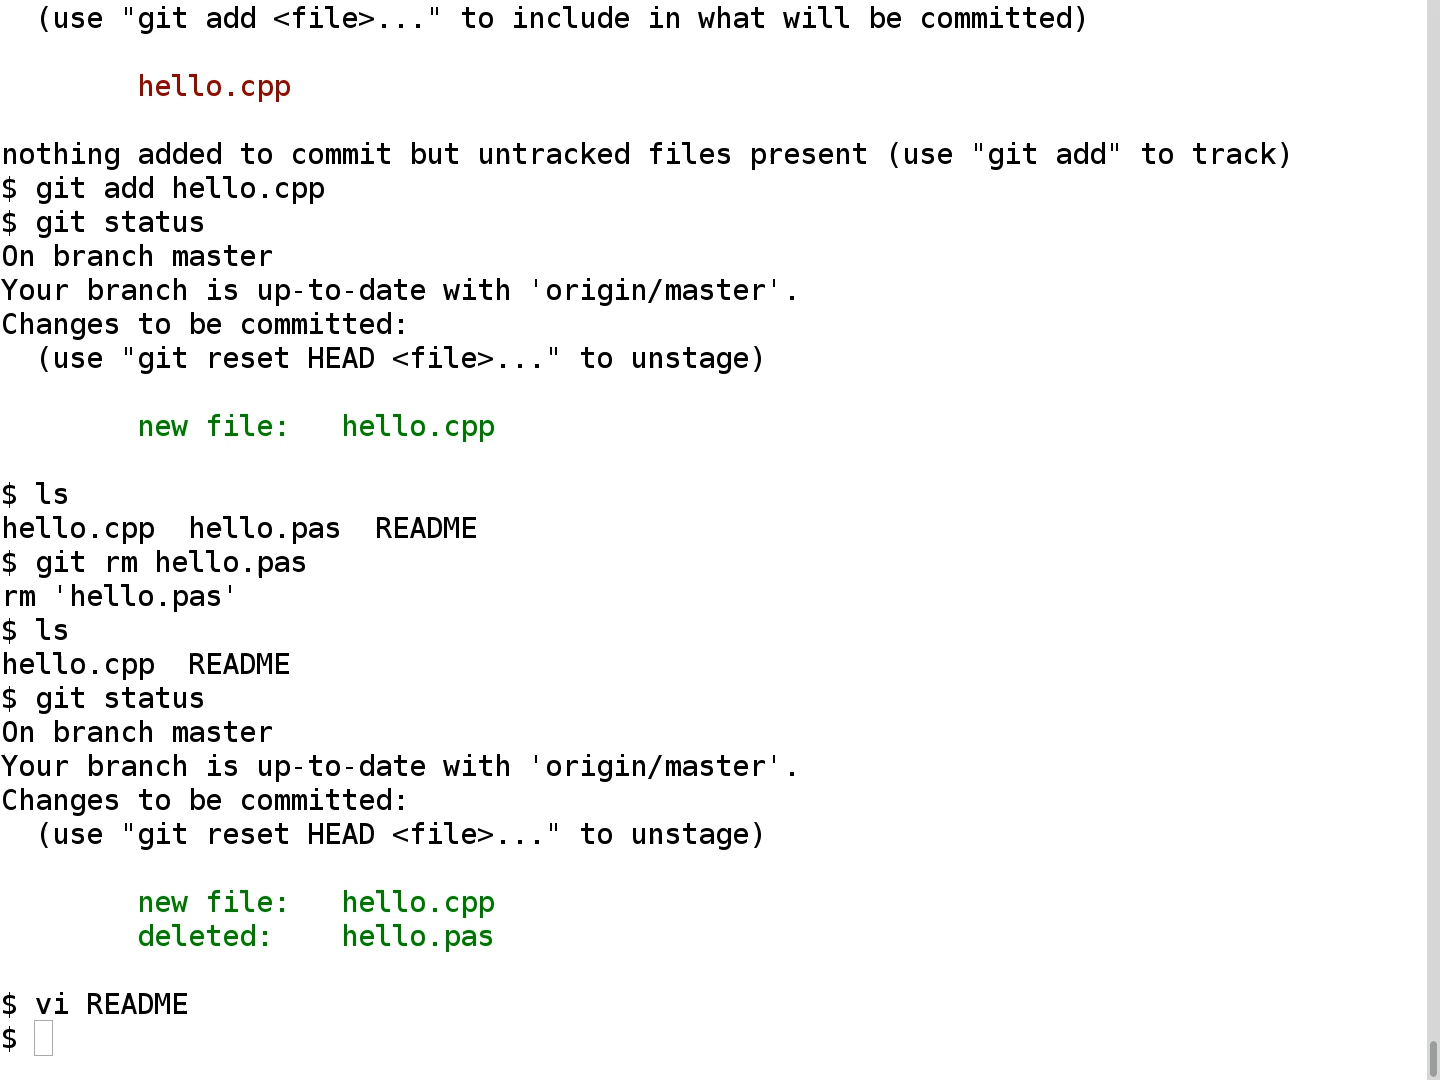 (use "git add <file>..." to include in what will be committed)
hello.cpp
nothing added to commit but untracked files present (use "git add" to track)
$ git add hello.cpp
$ git status
On branch master
Your branch is up-to-date with 'origin/master'.
Changes to be committed:
(use "git reset HEAD <file>..." to unstage)
new file:   hello.cpp
$ ls
hello.cpp  hello.pas  README
$ git rm hello.pas
rm 'hello.pas'
$ ls
hello.cpp  README
$ git status
On branch master
Your branch is up-to-date with 'origin/master'.
Changes to be committed:
(use "git reset HEAD <file>..." to unstage)
new file:   hello.cpp
deleted:    hello.pas
$ vi README
$